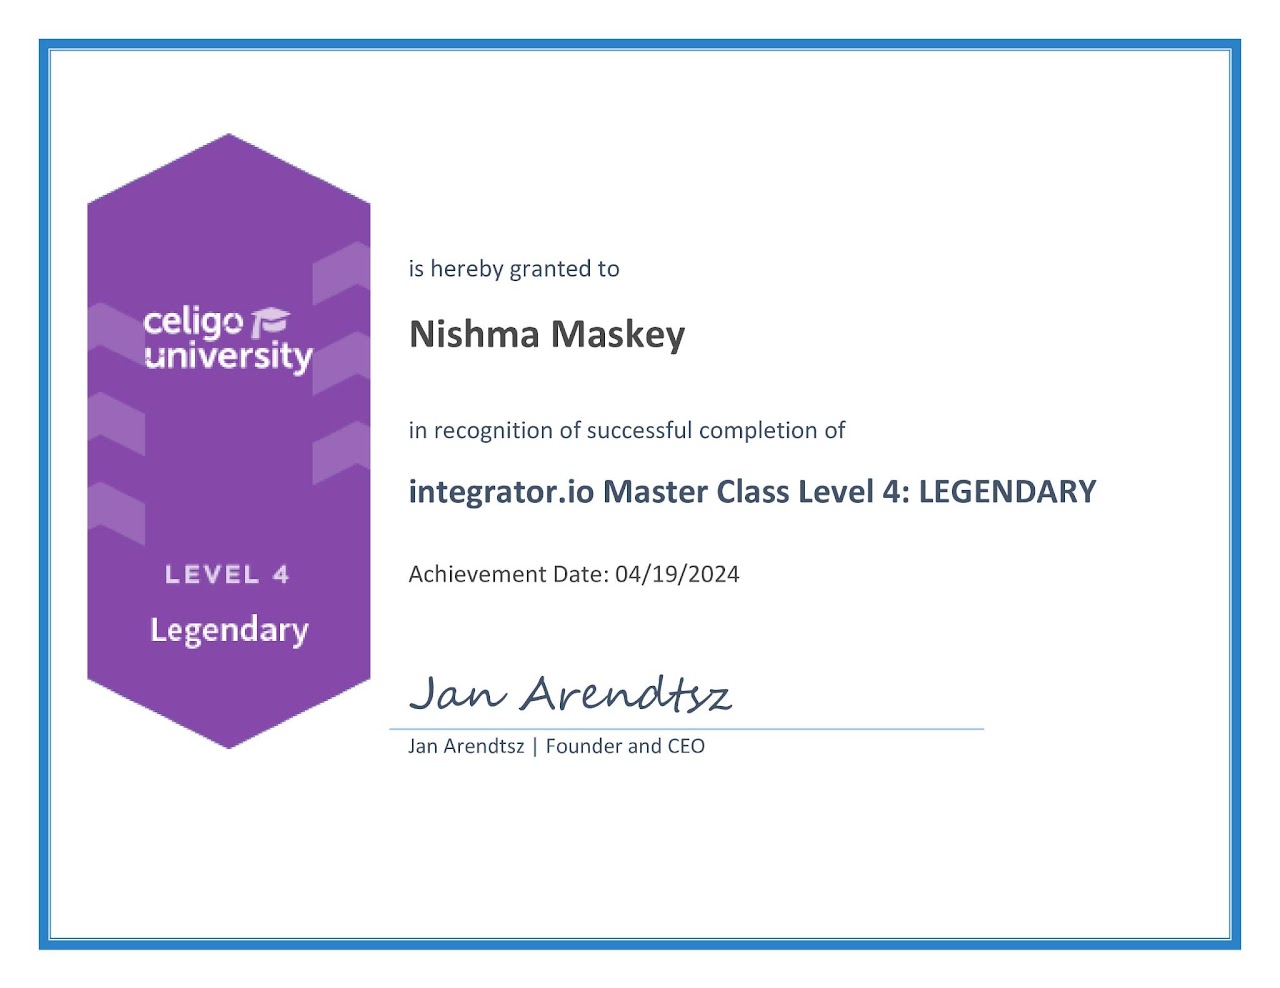 celigo
university
LEVEL 4
Legendary
is hereby granted to
Nishma Maskey
in recognition of successful completion of
integrator.io Master Class Level 4: LEGENDARY
Achievement Date: 04/19/2024
Jan Arendtsz
Jan Arendtsz | Founder and CEO